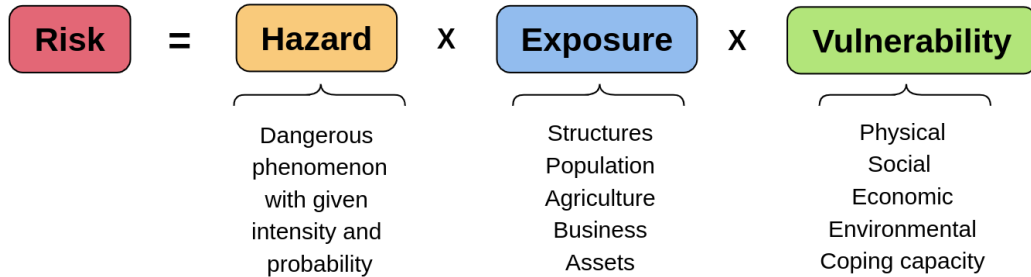 Risk = Hazard X Exposure X Vulnerability
Dangerous
phenomenon
with given
intensity and
probability
Structures
Population
Agriculture
Business
Assets
Physical
Social
Economic
Environmental
Coping capacity